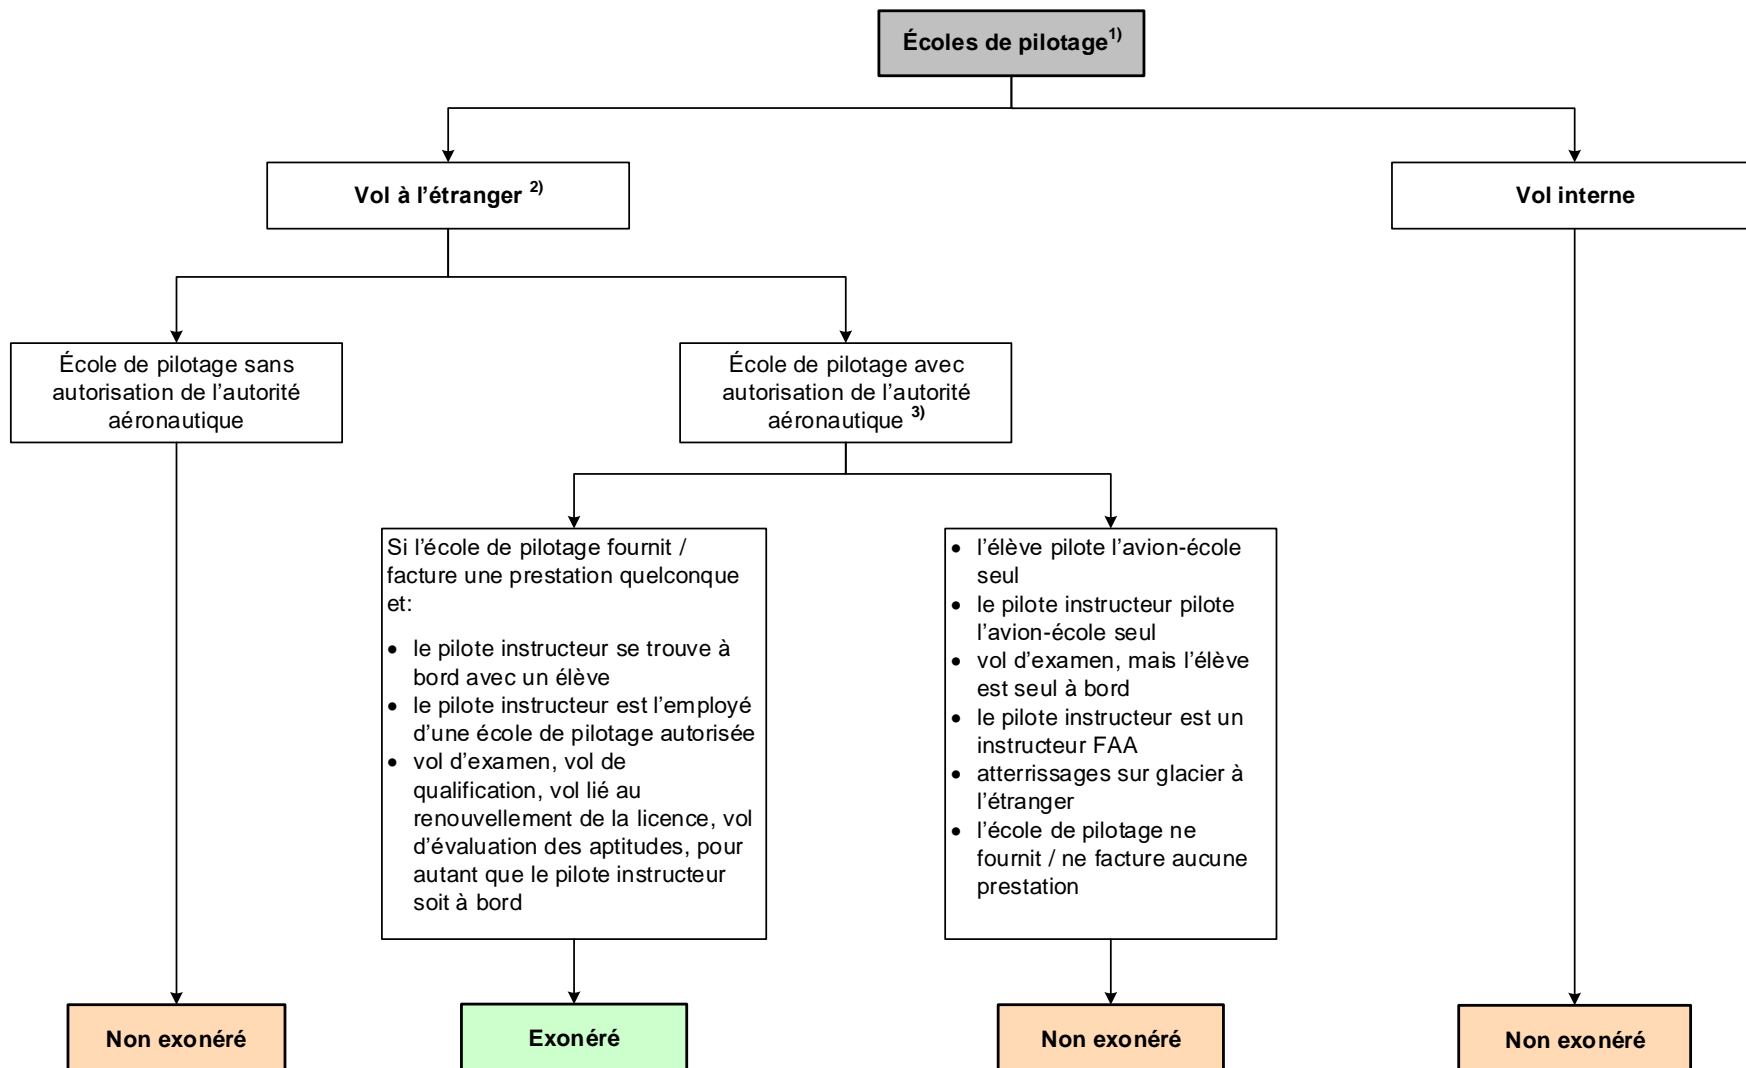 Écoles de pilotage1)
Vol à l’étranger 2)
Vol interne
École de pilotage sans
autorisation de l’autorité
aéronautique
École de pilotage avec
autorisation de l’autorité
aéronautique 3)
Si l’école de pilotage fournit /
facture une prestation quelconque
et:
• le pilote instructeur se trouve à
bord avec un élève
• le pilote instructeur est l’employé
d’une école de pilotage autorisée
• vol d’examen, vol de
qualification, vol lié au
renouvellement de la licence, vol
d’évaluation des aptitudes, pour
autant que le pilote instructeur
soit à bord
• l’élève pilote l’avion-école
seul
• le pilote instructeur pilote
l’avion-école seul
• vol d’examen, mais l’élève
est seul à bord
• le pilote instructeur est un
instructeur FAA
• atterrissages sur glacier à
l’étranger
• l’école de pilotage ne
fournit / ne facture aucune
prestation
Non exonéré
Exonéré
Non exonéré
Non exonéré